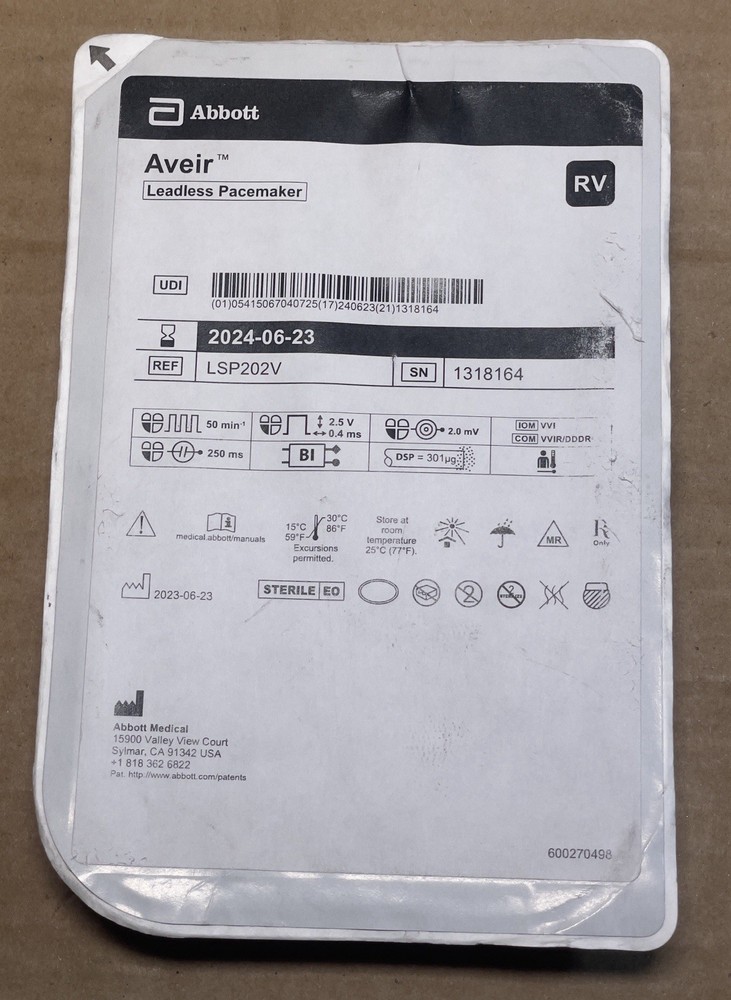 Abbott
Aveir™
Leadless Pacemaker
RV
UDI
(01)05415067040725(17)240623(21)1318164
2024-06-23
REF LSP202V SN 1318164
50 min⁻¹
2.5 V
0.4 ms
2.0 mV
IOM VVI
COM VVIR/DDDR
250 ms
BI
DSP = 301µg
medical.abbott/manuals
15°C
59°F
30°C
86°F
Excursions
permitted.
Store at
room
temperature
25°C (77°F).
MR
Rx
Only
2023-06-23
STERILE EO
2
2
STERILIZE
Abbott Medical
15900 Valley View Court
Sylmar, CA 91342 USA
+1 818 362 6822
Pat. http://www.abbott.com/patents
600270498